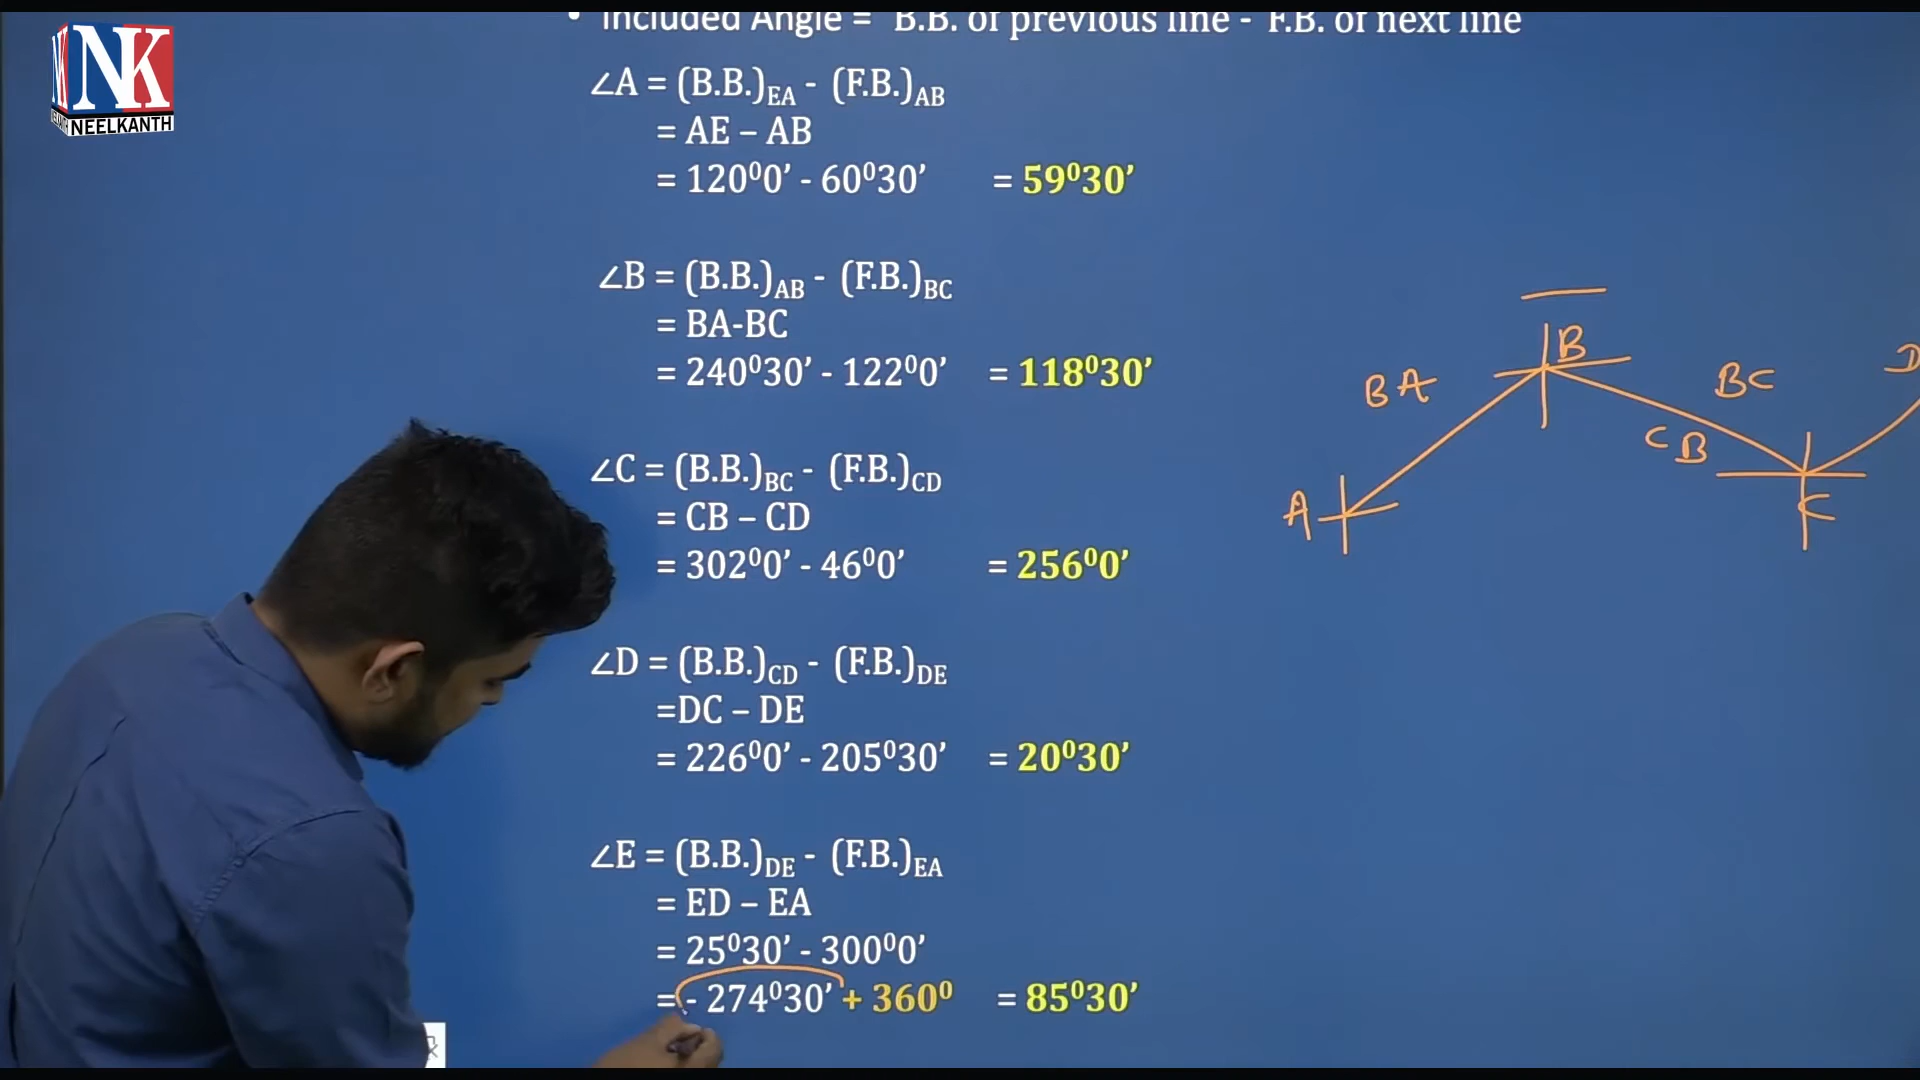 • Included Angle = B.B. of previous line - F.B. of next line
NK
NEELKANTH
∠A = (B.B.)EA - (F.B.)AB
= AE – AB
= 120⁰0’ - 60⁰30’ = 59⁰30’
∠B = (B.B.)AB - (F.B.)BC
= BA-BC
= 240⁰30’ - 122⁰0’ = 118⁰30’
∠C = (B.B.)BC - (F.B.)CD
= CB – CD
= 302⁰0’ - 46⁰0’ = 256⁰0’
∠D = (B.B.)CD - (F.B.)DE
=DC – DE
= 226⁰0’ - 205⁰30’ = 20⁰30’
∠E = (B.B.)DE - (F.B.)EA
= ED – EA
= 25⁰30’ - 300⁰0’
= - 274⁰30’ + 360⁰ = 85⁰30’
B
BA
BC
D
CB
A
C